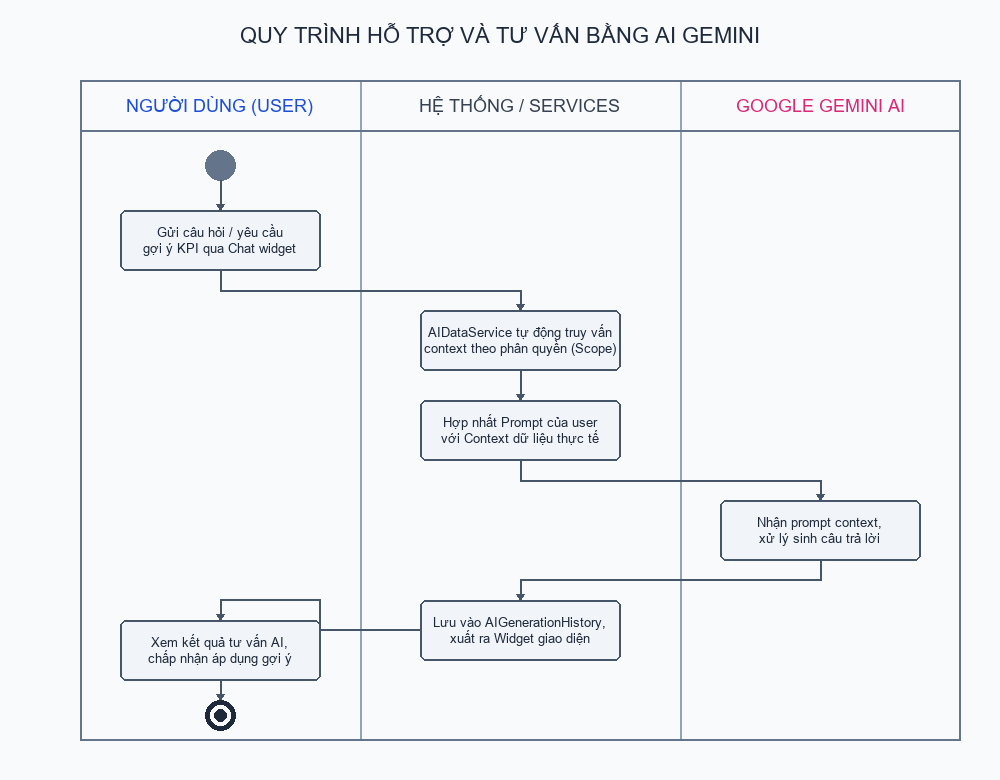 QUY TRÌNH HỖ TRỢ VÀ TƯ VẤN BẰNG AI GEMINI
NGƯỜI DÙNG (USER)
HỆ THỐNG / SERVICES
GOOGLE GEMINI AI
Gửi câu hỏi / yêu cầu
gợi ý KPI qua Chat widget
AIDataService tự động truy vấn
context theo phân quyền (Scope)
Hợp nhất Prompt của user
với Context dữ liệu thực tế
Nhận prompt context,
xử lý sinh câu trả lời
Lưu vào AIGenerationHistory,
xuất ra Widget giao diện
Xem kết quả tư vấn AI,
chấp nhận áp dụng gợi ý